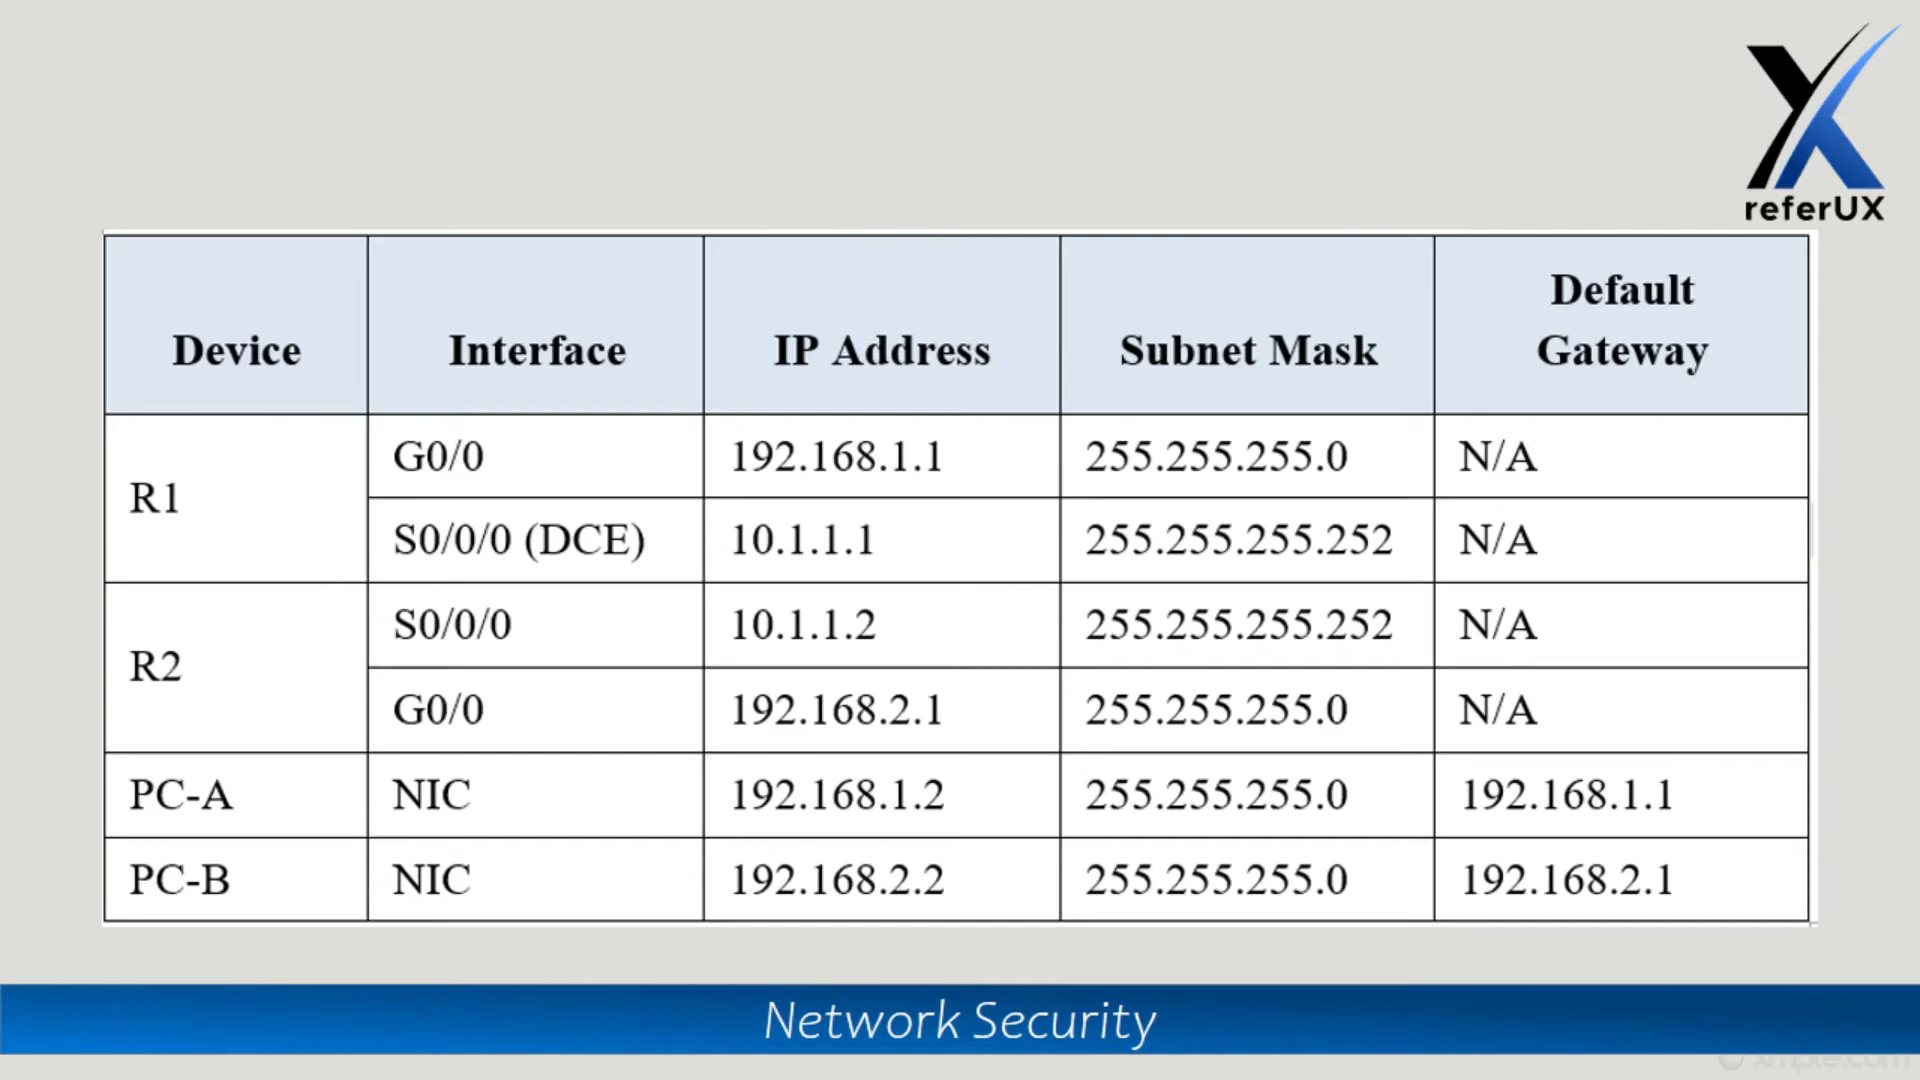 referUX
Device Interface IP Address Subnet Mask Default Gateway
R1 G0/0 192.168.1.1 255.255.255.0 N/A
S0/0/0 (DCE) 10.1.1.1 255.255.255.252 N/A
R2 S0/0/0 10.1.1.2 255.255.255.252 N/A
G0/0 192.168.2.1 255.255.255.0 N/A
PC-A NIC 192.168.1.2 255.255.255.0 192.168.1.1
PC-B NIC 192.168.2.2 255.255.255.0 192.168.2.1
Network Security